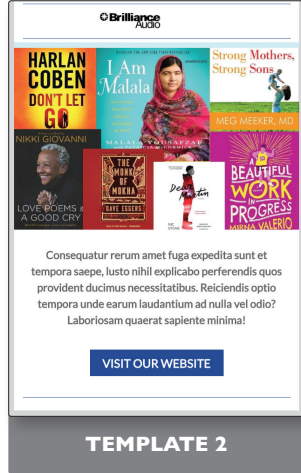 Brilliance
Audio
HARLAN
COBEN
DON'T LET
GO
I Am
Malala
MALALA YOUSAFZAI
Strong Mothers,
Strong Sons
MEG MEEKER, MD
NIKKI GIOVANNI
LOVE POEMS &
A GOOD CRY
THE
MONK
OF
MOKHA
DAVE EGGERS
Dear
Martin
NIC
STONE
A
BEAUTIFUL
WORK
IN
PROGRESS
MIRNA VALERIO
Consequatur rerum amet fuga expedita sunt et
tempora saepe, lusto nihil explicabo perferendis quos
provident ducimus necessitatibus. Reiciendis optio
tempora unde earum laudantium ad nulla vel odio?
Laboriosam quaerat sapiente minima!
VISIT OUR WEBSITE
TEMPLATE 2